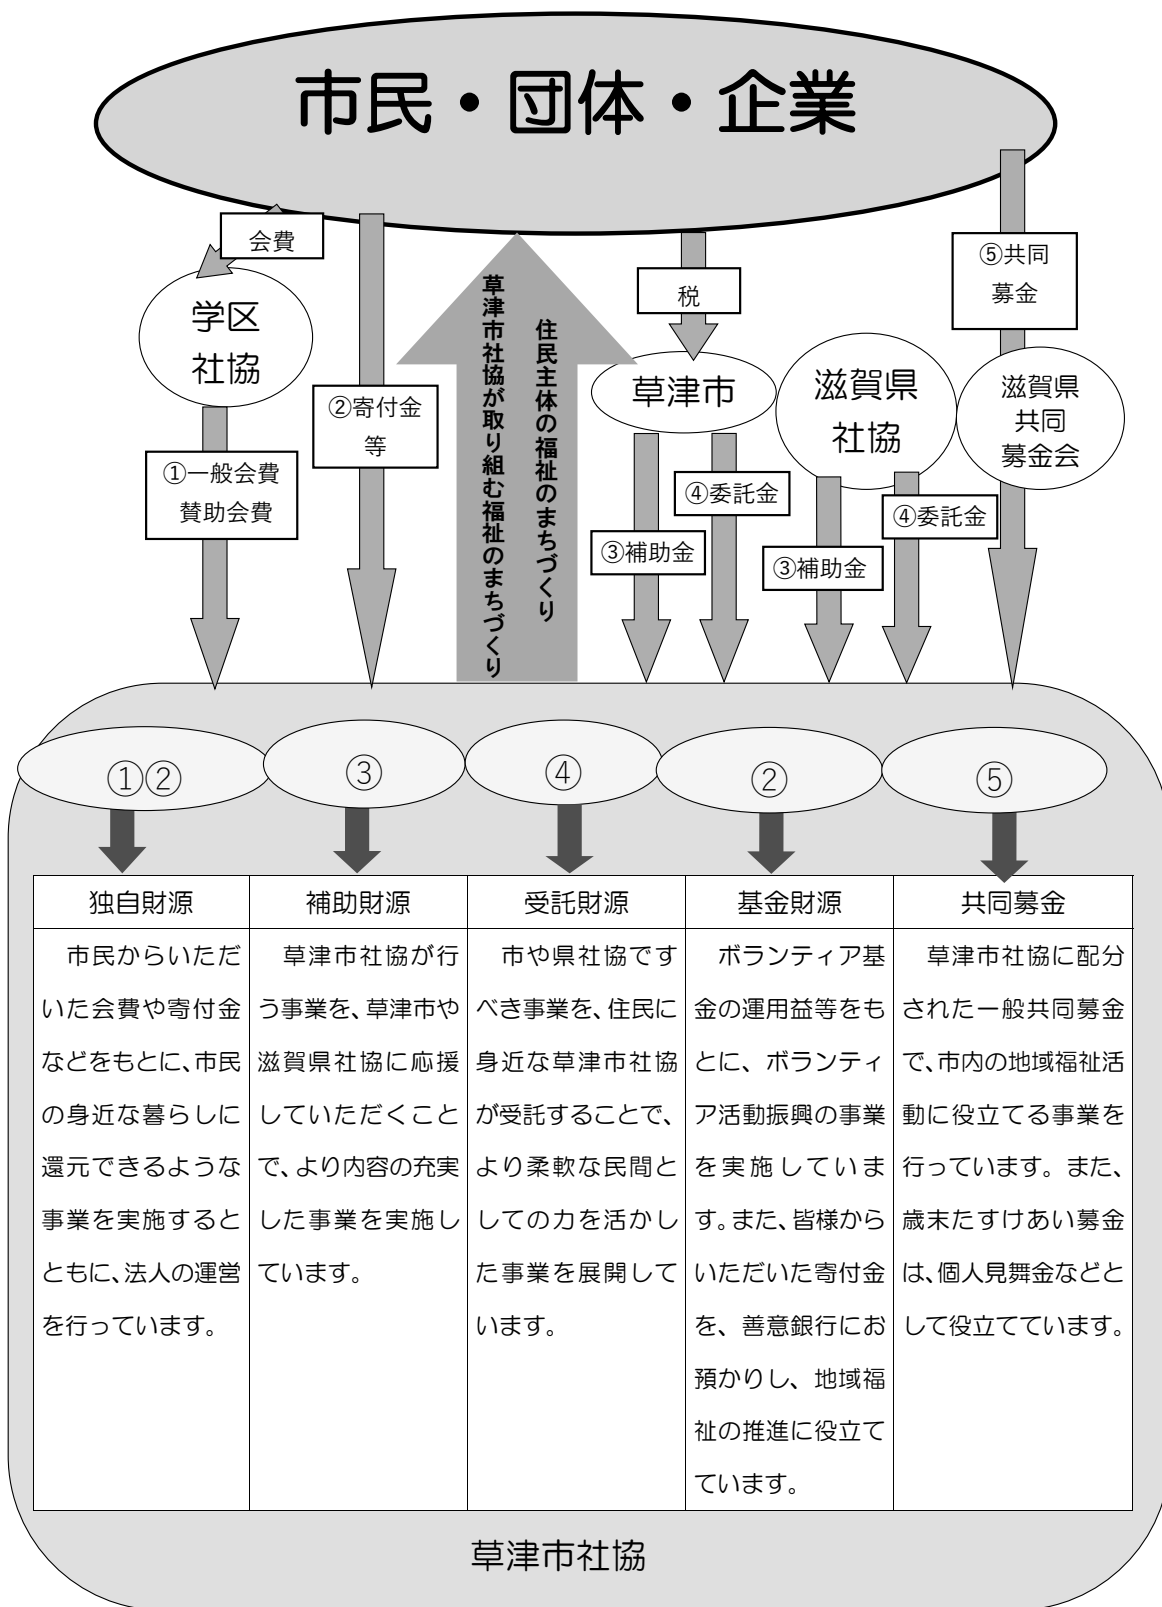 市民・団体・企業
会費
学区
社協
①一般会費
賛助会費
②寄付金
等
住民主体の福祉のまちづくり
草津市社協が取り組む福祉のまちづくり
税
草津市
③補助金
④委託金
滋賀県
社協
③補助金
④委託金
⑤共同
募金
滋賀県
共同
募金会
①②
③
④
②
⑤
独自財源
市民からいただ
いた会費や寄付金
などをもとに、市民
の身近な暮らしに
還元できるような
事業を実施すると
ともに、法人の運営
を行っています。
補助財源
草津市社協が行
う事業を、草津市や
滋賀県社協に応援
していただくこと
で、より内容の充実
した事業を実施し
ています。
受託財源
市や県社協です
べき事業を、住民に
身近な草津市社協
が受託することで、
より柔軟な民間と
しての力を活かし
た事業を展開して
います。
基金財源
ボランティア基
金の運用益等をも
とに、ボランティ
ア活動振興の事業
を実施していま
す。また、皆様から
いただいた寄付金
を、善意銀行にお
預かりし、地域福
祉の推進に役立て
ています。
共同募金
草津市社協に配分
された一般共同募金
で、市内の地域福祉活
動に役立てる事業を
行っています。また、
歳末たすけあい募金
は、個人見舞金などと
して役立てています。
草津市社協